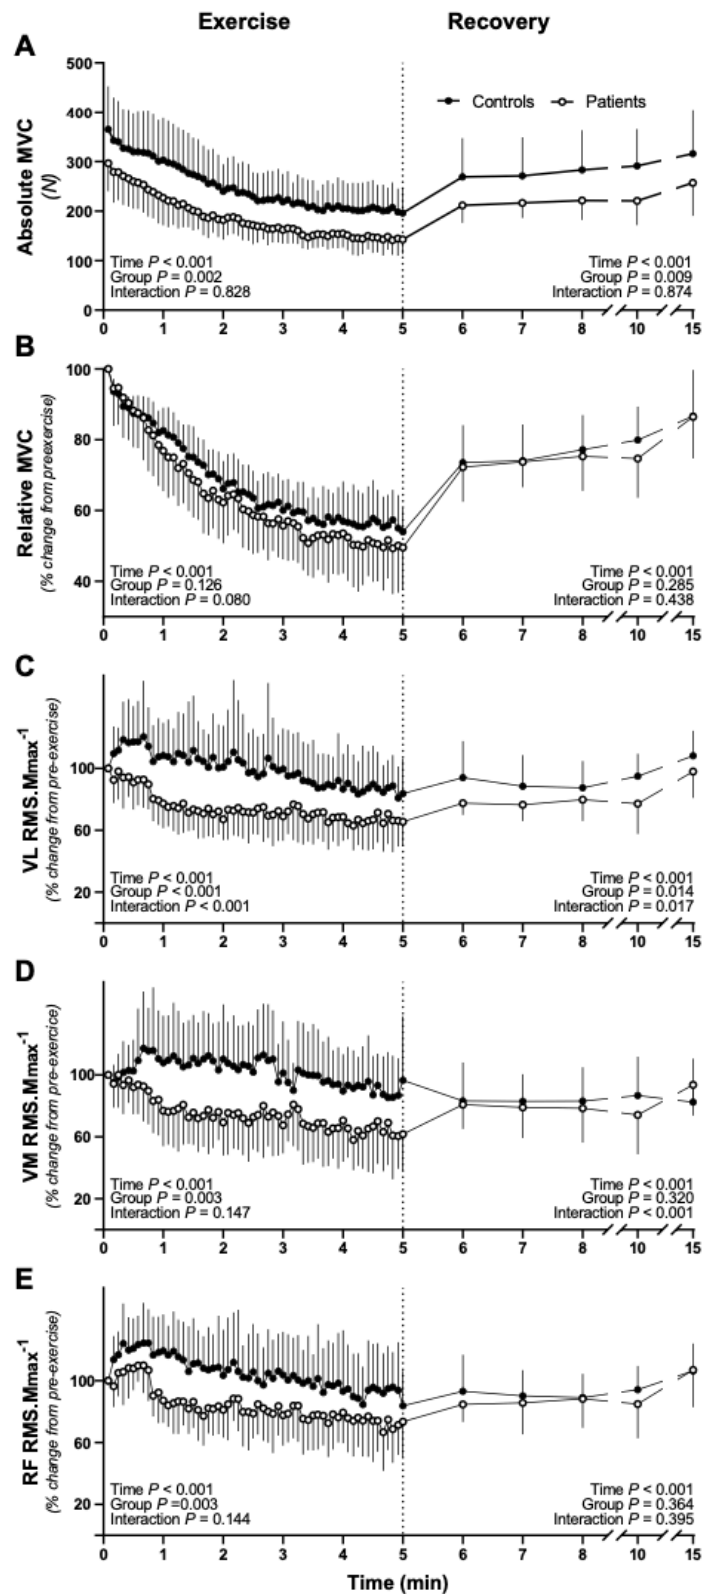 Exercise Recovery
A
500
400
300
200
100
0
Absolute MVC
(N)
Controls Patients
Time P < 0.001
Group P = 0.002
Interaction P = 0.828
Time P < 0.001
Group P = 0.009
Interaction P = 0.874
0 1 2 3 4 5 6 7 8 10 15
B
100
80
60
40
Relative MVC
(% change from preexercise)
Time P < 0.001
Group P = 0.126
Interaction P = 0.080
Time P < 0.001
Group P = 0.285
Interaction P = 0.438
0 1 2 3 4 5 6 7 8 10 15
C
100
60
20
VL RMS.Mmax-1
(% change from pre-exercise)
Time P < 0.001
Group P < 0.001
Interaction P < 0.001
Time P < 0.001
Group P = 0.014
Interaction P = 0.017
0 1 2 3 4 5 6 7 8 10 15
D
100
60
20
VM RMS.Mmax-1
(% change from pre-exercice)
Time P < 0.001
Group P = 0.003
Interaction P = 0.147
Time P < 0.001
Group P = 0.320
Interaction P < 0.001
0 1 2 3 4 5 6 7 8 10 15
E
100
60
20
RF RMS.Mmax-1
(% change from pre-exercise)
Time P < 0.001
Group P =0.003
Interaction P = 0.144
Time P < 0.001
Group P = 0.364
Interaction P = 0.395
0 1 2 3 4 5 6 7 8 10 15
Time (min)